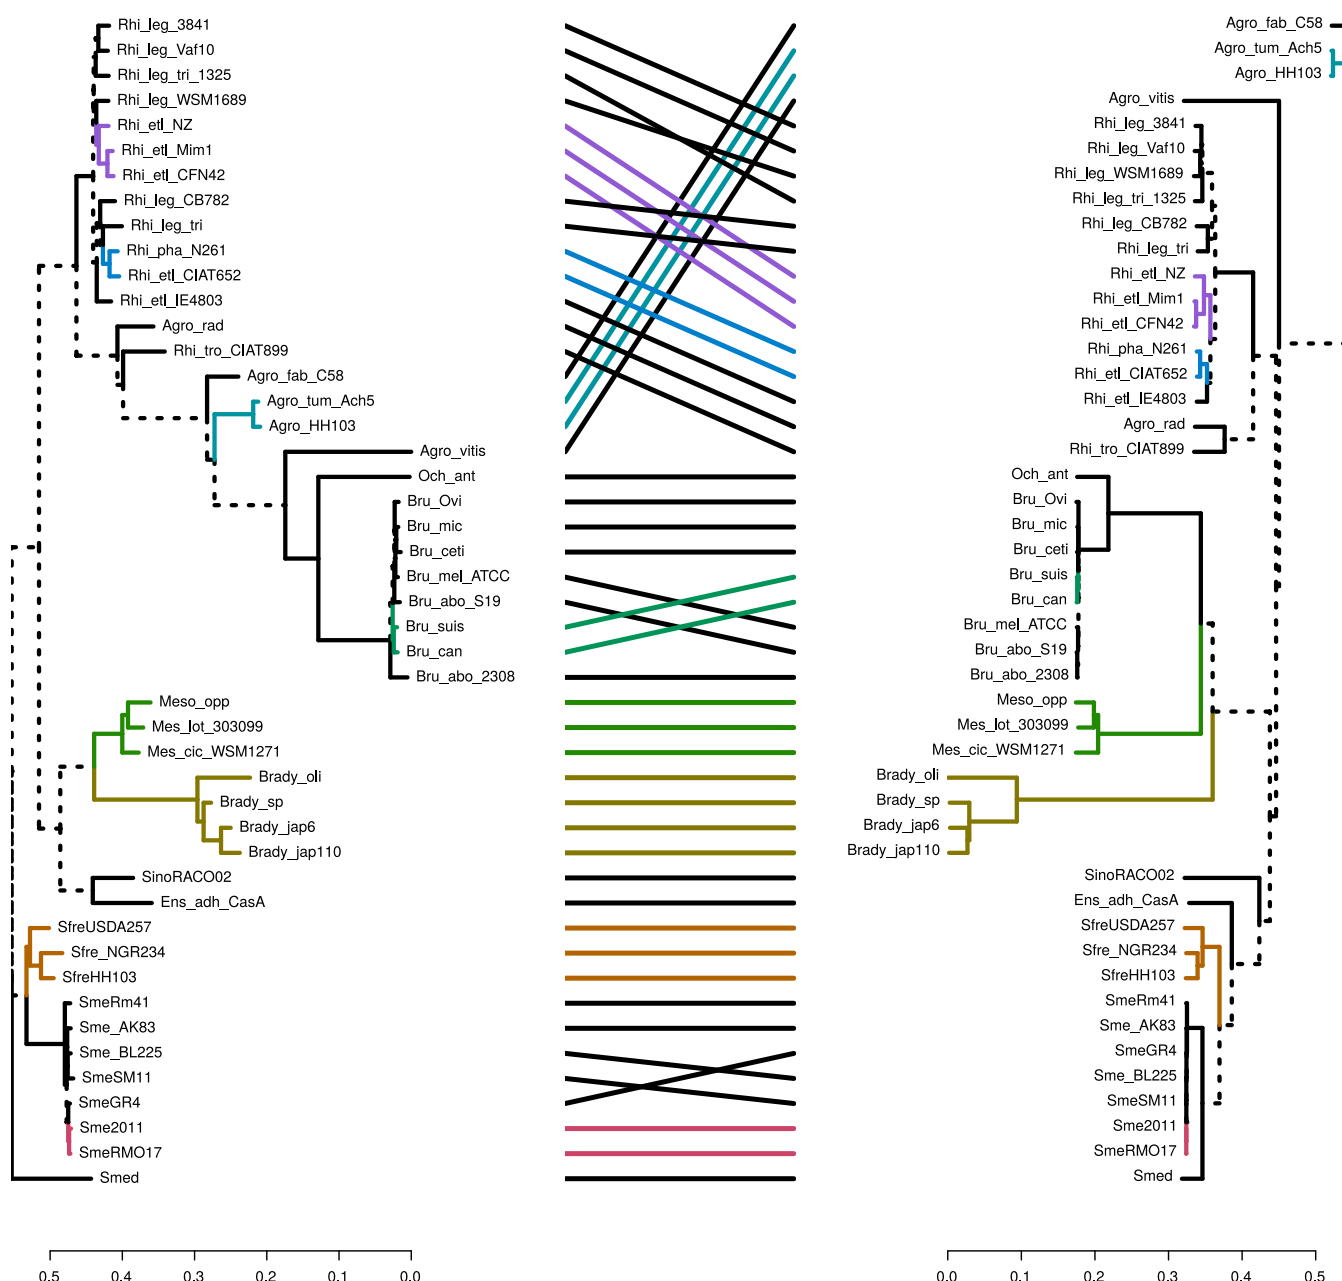 Rhi_leg_3841
Rhi_leg_Vaf10
Rhi_leg_tri_1325
Rhi_leg_WSM1689
Rhi_etl_NZ
Rhi_etl_Mim1
Rhi_etl_CFN42
Rhi_leg_CB782
Rhi_leg_tri
Rhi_pha_N261
Rhi_etl_CIAT652
Rhi_etl_IE4803
Agro_rad
Rhi_tro_CIAT899
Agro_fab_C58
Agro_tum_Ach5
Agro_HH103
Agro_vitis
Och_ant
Bru_Ovi
Bru_mic
Bru_ceti
Bru_mel_ATCC
Bru_abo_S19
Bru_suis
Bru_can
Bru_abo_2308
Meso_opp
Mes_lot_303099
Mes_cic_WSM1271
Brady_oli
Brady_sp
Brady_jap6
Brady_jap110
SinoRACO02
Ens_adh_CasA
SfreUSDA257
Sfre_NGR234
SfreHH103
SmeRm41
Sme_AK83
Sme_BL225
SmeSM11
SmeGR4
Sme2011
SmeRMO17
Smed
0.5 0.4 0.3 0.2 0.1 0.0
Agro_fab_C58
Agro_tum_Ach5
Agro_HH103
Agro_vitis
Rhi_leg_3841
Rhi_leg_Vaf10
Rhi_leg_WSM1689
Rhi_leg_tri_1325
Rhi_leg_CB782
Rhi_leg_tri
Rhi_etl_NZ
Rhi_etl_Mim1
Rhi_etl_CFN42
Rhi_pha_N261
Rhi_etl_CIAT652
Rhi_etl_IE4803
Agro_rad
Rhi_tro_CIAT899
Och_ant
Bru_Ovi
Bru_mic
Bru_ceti
Bru_suis
Bru_can
Bru_mel_ATCC
Bru_abo_S19
Bru_abo_2308
Meso_opp
Mes_lot_303099
Mes_cic_WSM1271
Brady_oli
Brady_sp
Brady_jap6
Brady_jap110
SinoRACO02
Ens_adh_CasA
SfreUSDA257
Sfre_NGR234
SfreHH103
SmeRm41
Sme_AK83
SmeGR4
Sme_BL225
SmeSM11
Sme2011
SmeRMO17
Smed
0.0 0.1 0.2 0.3 0.4 0.5